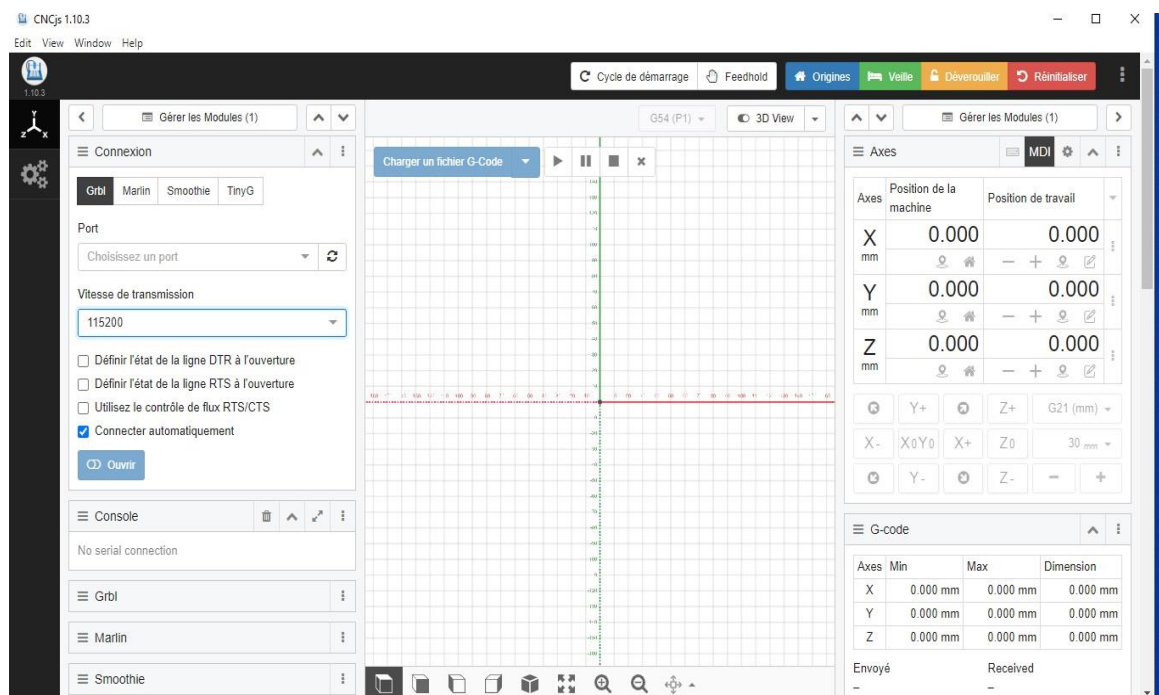 CNCjs 1.10.3
Edit View Window Help
1.10.3
Cycle de démarrage
Feedhold
Origines
Veille
Déverouiller
Réinitialiser
Gérer les Modules (1)
Connexion
Grbl Marlin Smoothie TinyG
Port
Choisissez un port
Vitesse de transmission
115200
Définir l'état de la ligne DTR à l'ouverture
Définir l'état de la ligne RTS à l'ouverture
Utilisez le contrôle de flux RTS/CTS
Connecter automatiquement
Ouvrir
Console
No serial connection
Grbl
Marlin
Smoothie
G54 (P1)
3D View
Charger un fichier G-Code
Gérer les Modules (1)
Axes
MDI
Axes Position de la machine Position de travail
X 0.000 0.000
mm
Y 0.000 0.000
mm
Z 0.000 0.000
mm
Y+ Z+ G21 (mm)
X- X0Y0 X+ Z0 30 mm
Y- Z-
G-code
Axes Min Max Dimension
X 0.000 mm 0.000 mm 0.000 mm
Y 0.000 mm 0.000 mm 0.000 mm
Z 0.000 mm 0.000 mm 0.000 mm
Envoyé Received
– –